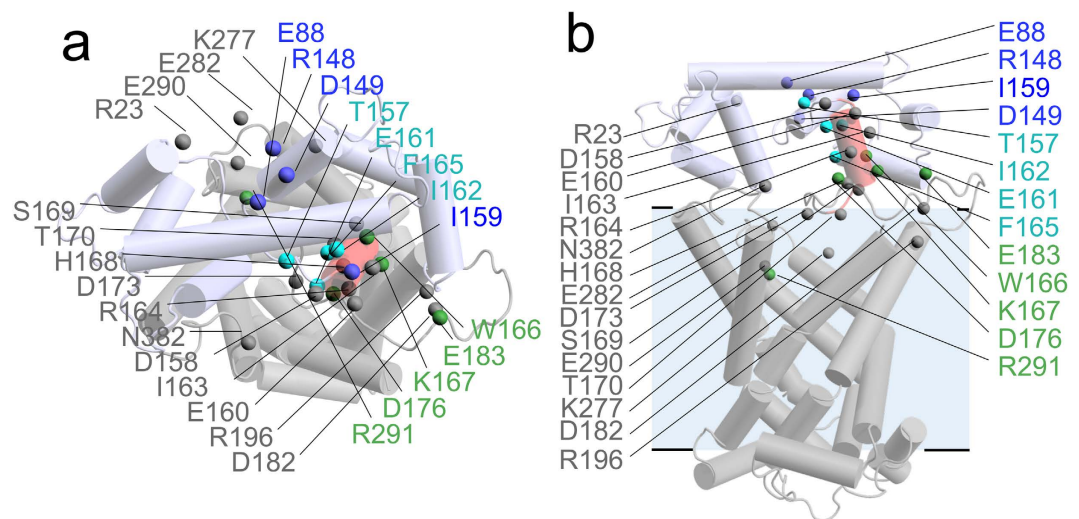 a
K277
E282
E290
R23
E88
R148
D149
T157
E161
F165
I162
I159
S169
T170
H168
D173
R164
N382
D158
I163
E160
R196
D182
W166
E183
K167
D176
R291
b
R23
D158
E160
I163
R164
N382
H168
E282
D173
S169
E290
T170
K277
D182
R196
E88
R148
I159
D149
T157
I162
E161
F165
E183
W166
K167
D176
R291